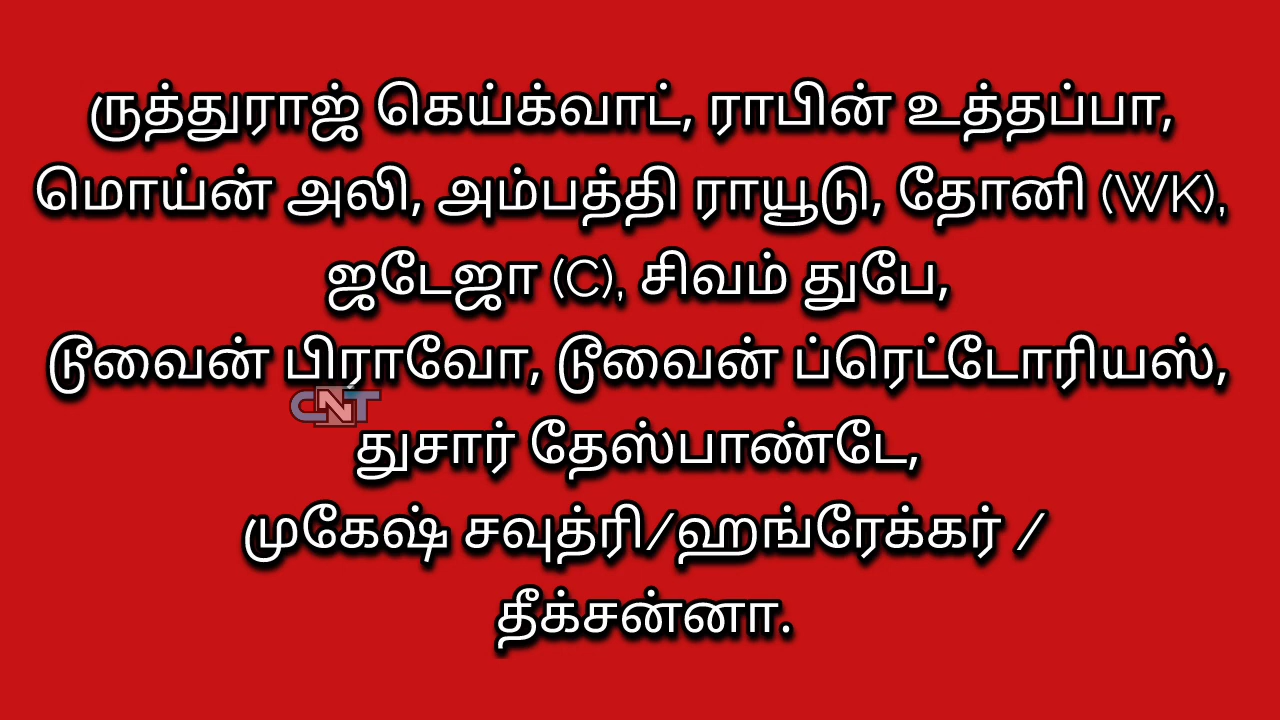 ருத்துராஜ் கெய்க்வாட், ராபின் உத்தப்பா,
மொய்ன் அலி, அம்பத்தி ராயூடு, தோனி (WK),
ஜடேஜா (C), சிவம் துபே,
டூவைன் பிராவோ, டூவைன் ப்ரெட்டோரியஸ்,
CNT
துசார் தேஸ்பாண்டே,
முகேஷ் சவுத்ரி/ஹங்ரேக்கர் /
தீக்சன்னா.